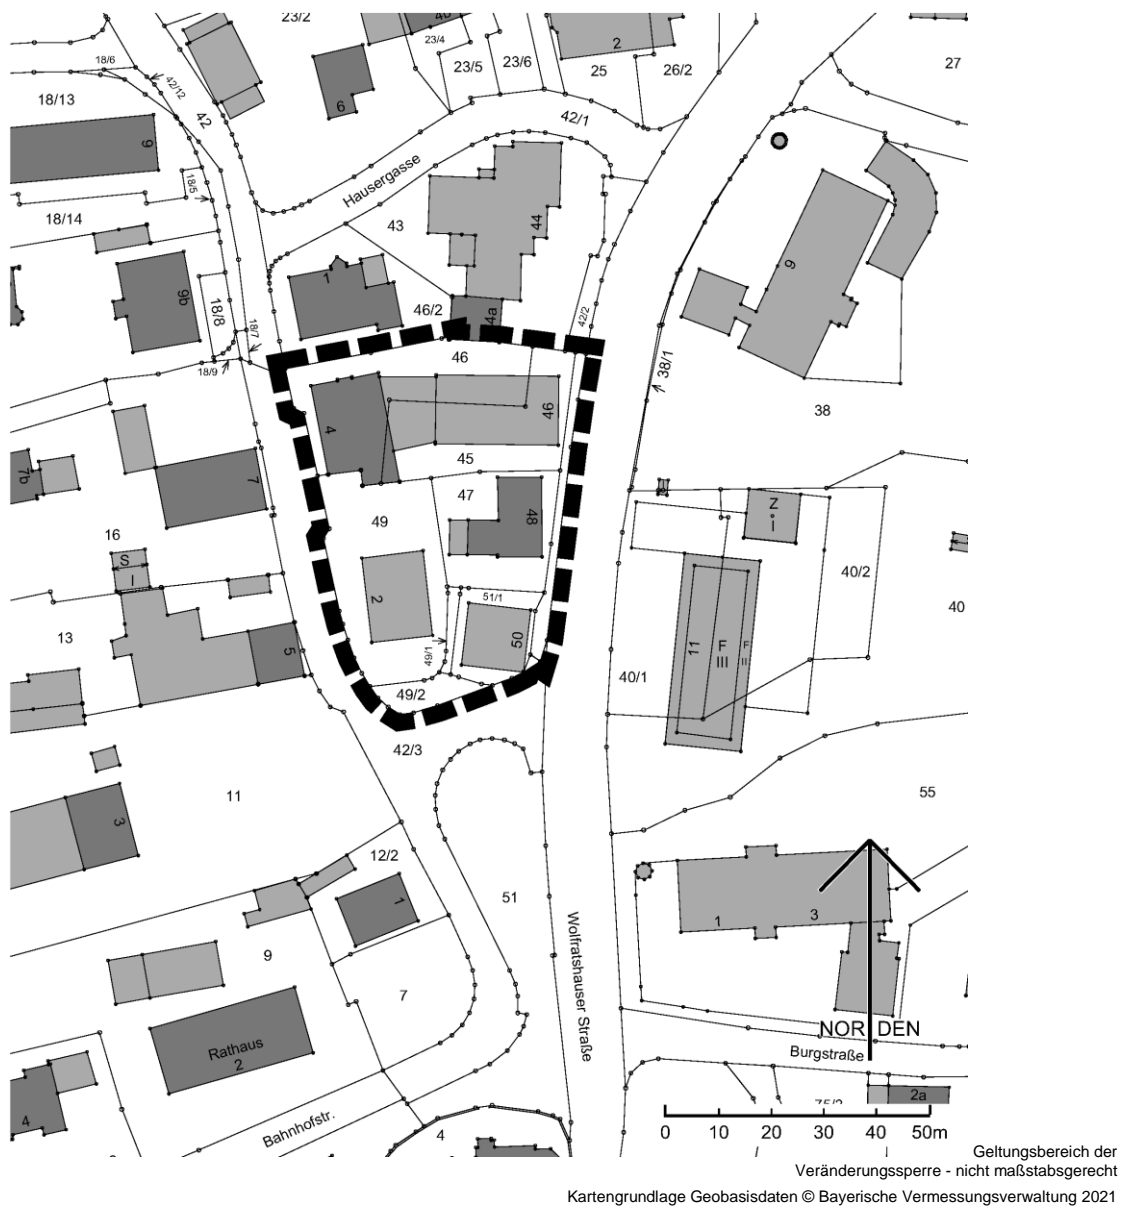 23/2
40
23/4
23/5
23/6
2
25
26/2
27
18/6
42/12
18/13
42
6
42/1
9
Hausergasse
18/5
18/14
43
44
9
1
9b
18/8
18/7
46/2
4a
42/2
38/1
18/9
46
38
4
46
45
7b
7
47
48
49
Z
I
16
S
I
40/2
40
2
51/1
50
13
5
49/1
11
F
III
F
II
40/1
49/2
42/3
11
55
3
12/2
1
51
1
3
9
7
Wolfratshauser Straße
NORDEN
Rathaus
2
Burgstraße
75/2
2a
4
Bahnhofstr.
4
0 10 20 30 40 50m
Geltungsbereich der
Veränderungssperre - nicht maßstabsgerecht
Kartengrundlage Geobasisdaten © Bayerische Vermessungsverwaltung 2021